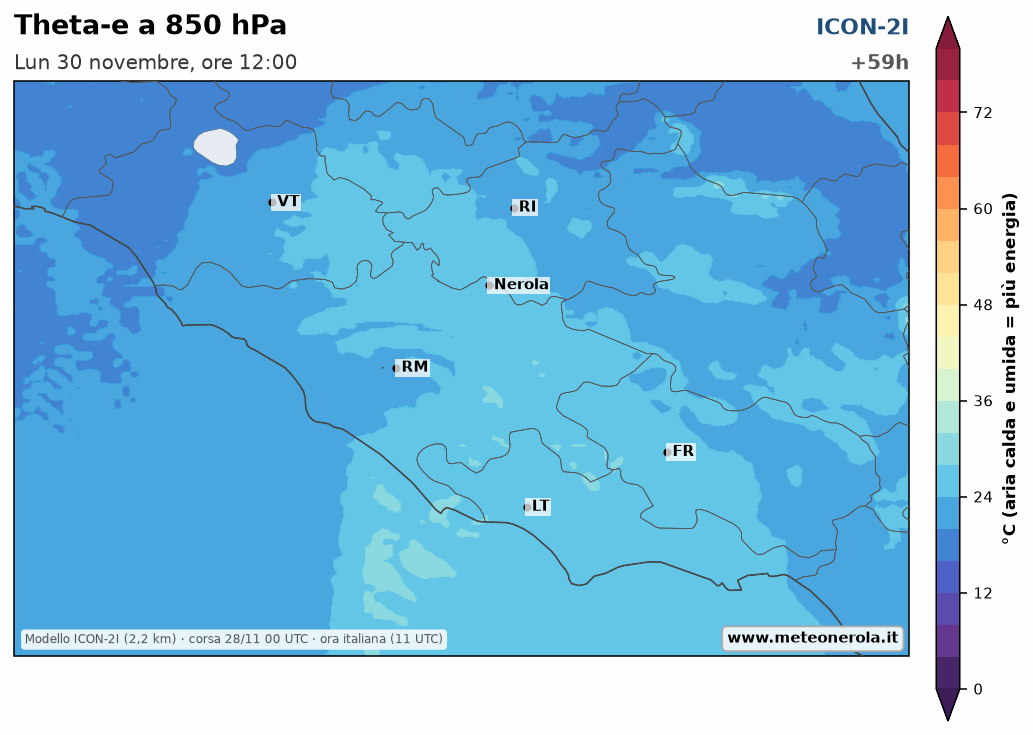 Theta-e a 850 hPa
ICON-2I
Lun 30 novembre, ore 12:00
+59h
72
60
48
36
24
12
0
°C (aria calda e umida = più energia)
VT
RI
Nerola
RM
FR
LT
Modello ICON-2I (2,2 km) · corsa 28/11 00 UTC · ora italiana (11 UTC)
www.meteonerola.it